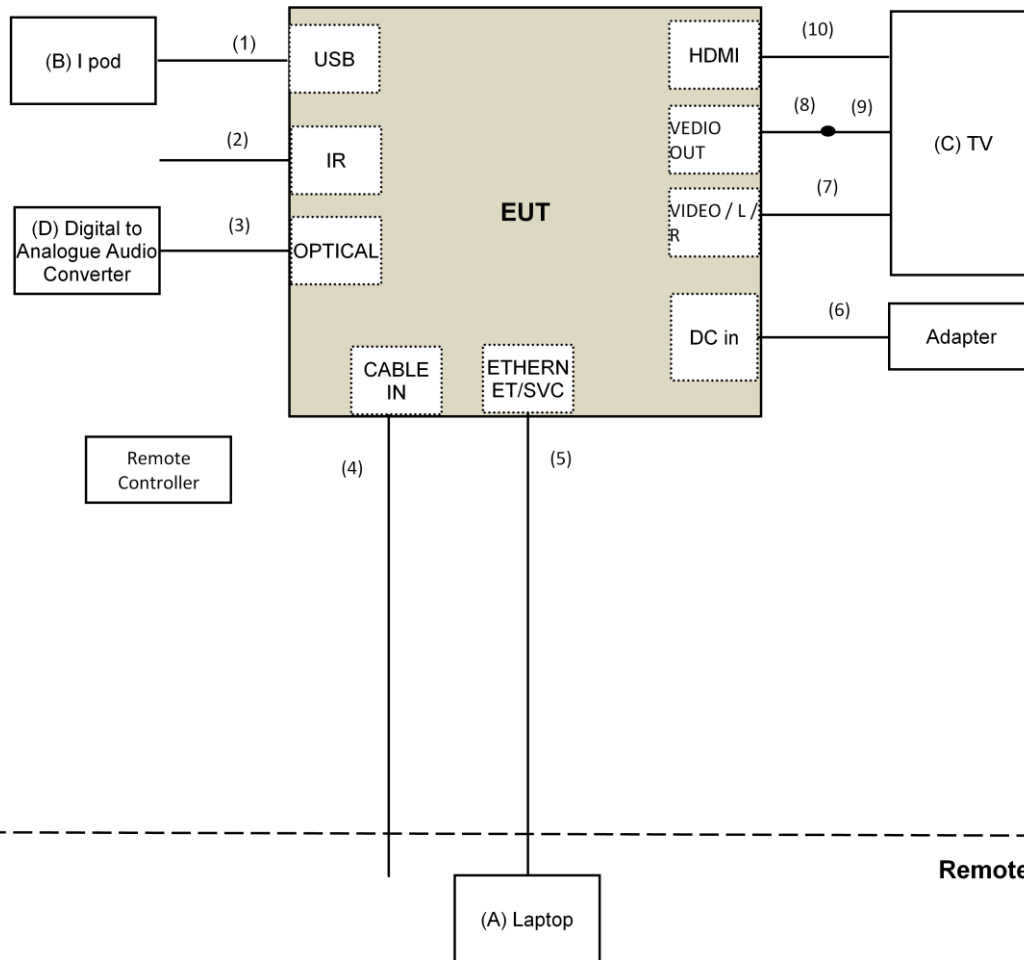 (B) I pod
(1)
USB
HDMI
(10)
(C) TV
(2)
IR
VEDIO
OUT
(8)
(9)
EUT
(D) Digital to
Analogue Audio
Converter
(3)
OPTICAL
VIDEO / L /
R
(7)
DC in
(6)
Adapter
CABLE
IN
ETHERN
ET/SVC
Remote
Controller
(4)
(5)
Remote
(A) Laptop